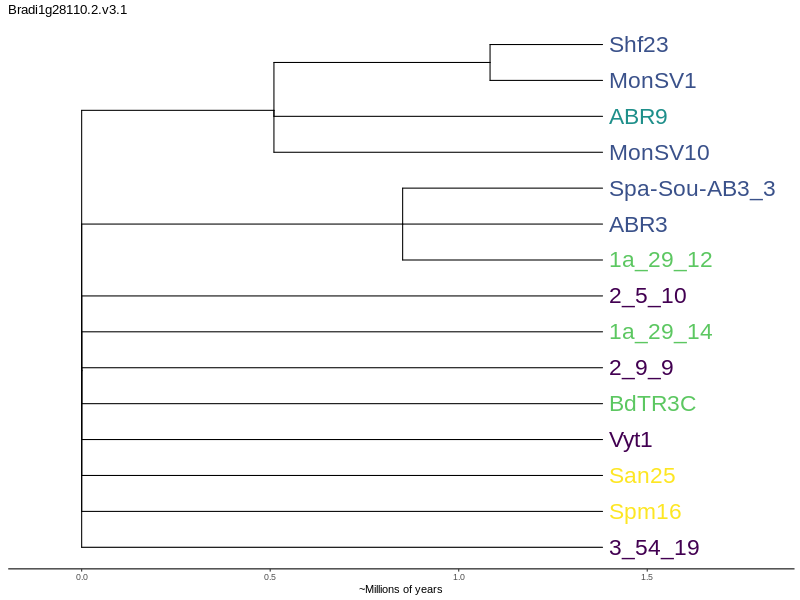 Bradi1g28110.2.v3.1
Shf23
MonSV1
ABR9
MonSV10
Spa-Sou-AB3_3
ABR3
1a_29_12
2_5_10
1a_29_14
2_9_9
BdTR3C
Vyt1
San25
Spm16
3_54_19
0.0 0.5 1.0 1.5
~Millions of years